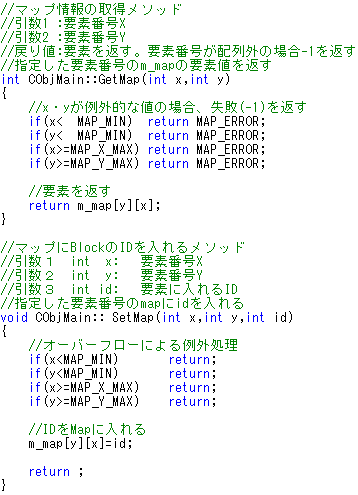 //マップ情報の取得メソッド
//引数1 :要素番号X
//引数2 :要素番号Y
//戻り値:要素を返す。要素番号が配列外の場合-1を返す
//指定した要素番号のm_mapの要素値を返す
int CObjMain::GetMap(int x,int y)
{
//x・yが例外的な値の場合、失敗(-1)を返す
if(x< MAP_MIN) return MAP_ERROR;
if(y< MAP_MIN) return MAP_ERROR;
if(x>=MAP_X_MAX) return MAP_ERROR;
if(y>=MAP_Y_MAX) return MAP_ERROR;
//要素を返す
return m_map[y][x];
}
//マップにBlockのIDを入れるメソッド
//引数１ int x: 要素番号X
//引数２ int y: 要素番号Y
//引数３ int id: 要素に入れるID
//指定した要素番号のmapにidを入れる
void CObjMain:: SetMap(int x,int y,int id)
{
//オーバーフローによる例外処理
if(x<MAP_MIN) return;
if(y<MAP_MIN) return;
if(x>=MAP_X_MAX) return;
if(y>=MAP_Y_MAX) return;
//IDをMapに入れる
m_map[y][x]=id;
return ;
}